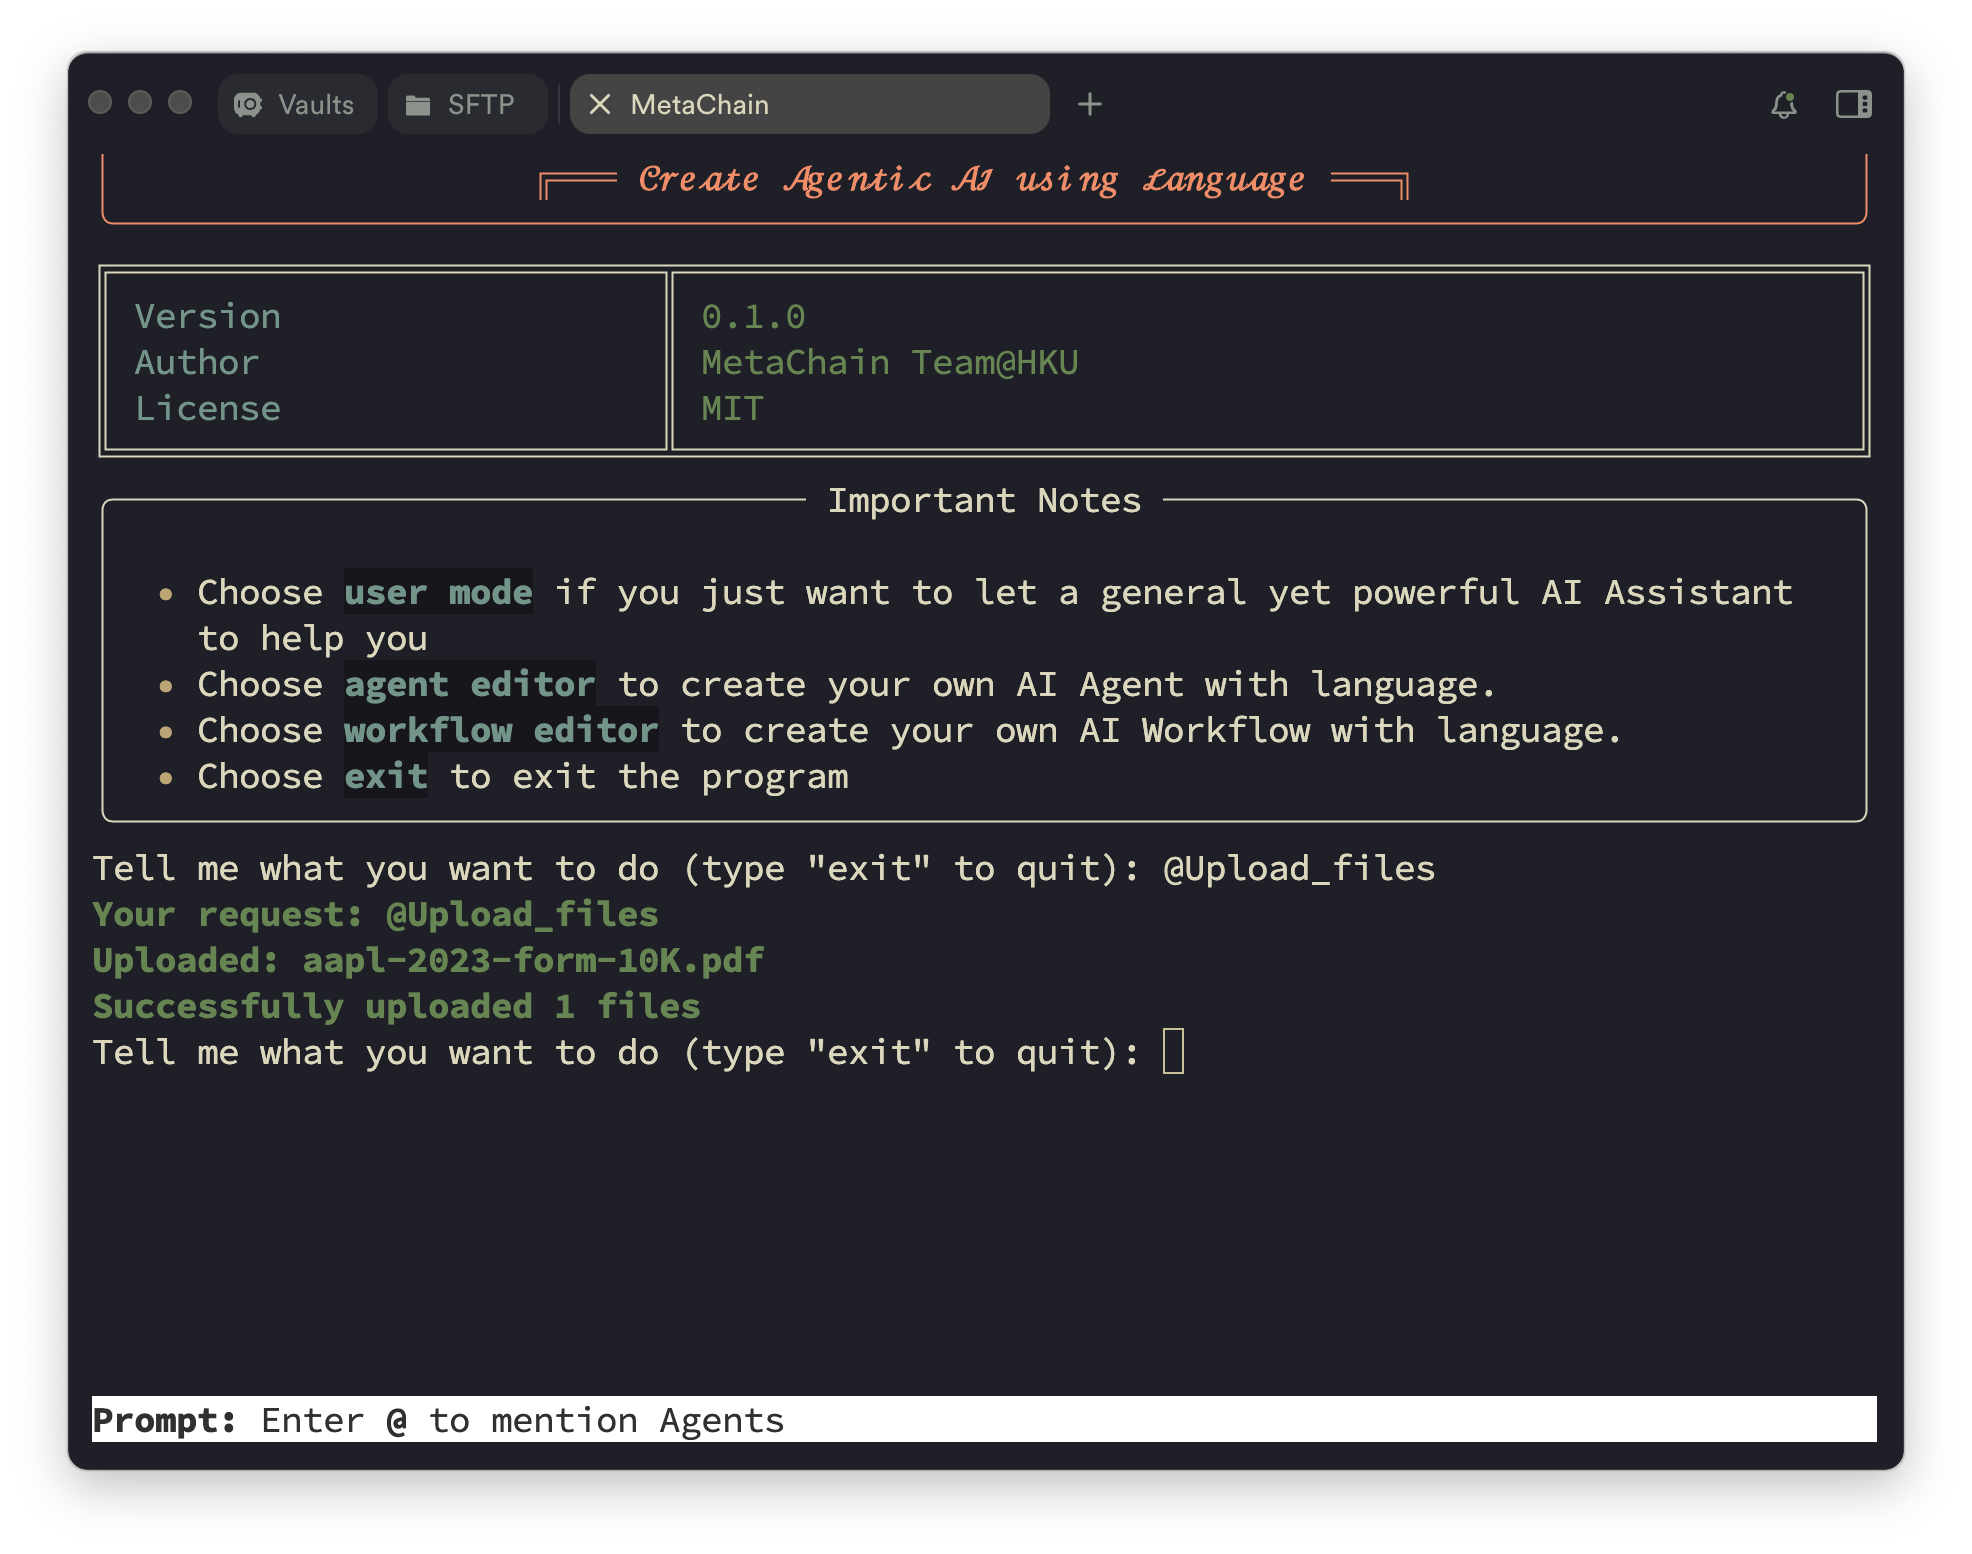 Vaults SFTP MetaChain
Create Agentic AI using Language
Version 0.1.0
Author MetaChain Team@HKU
License MIT
Important Notes
• Choose user mode if you just want to let a general yet powerful AI Assistant
to help you
• Choose agent editor to create your own AI Agent with language.
• Choose workflow editor to create your own AI Workflow with language.
• Choose exit to exit the program
Tell me what you want to do (type "exit" to quit): @Upload_files
Your request: @Upload_files
Uploaded: aapl-2023-form-10K.pdf
Successfully uploaded 1 files
Tell me what you want to do (type "exit" to quit):
Prompt: Enter @ to mention Agents